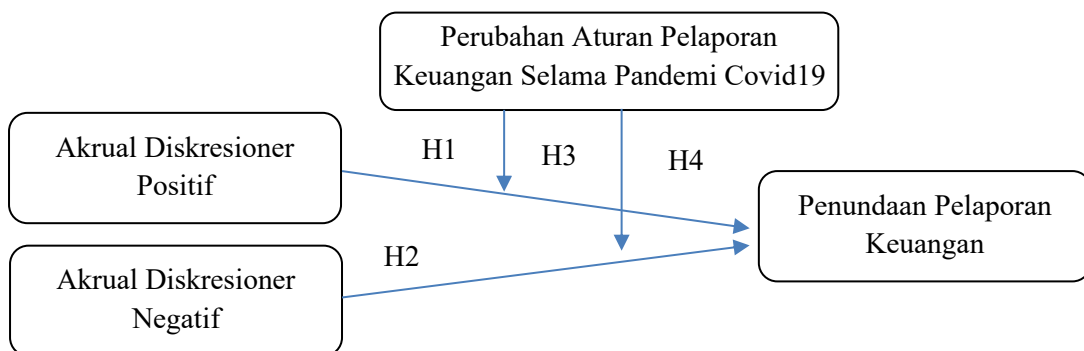 Perubahan Aturan Pelaporan
Keuangan Selama Pandemi Covid19
Akrual Diskresioner
Positif
H1
H3
H4
Penundaan Pelaporan
Keuangan
H2
Akrual Diskresioner
Negatif